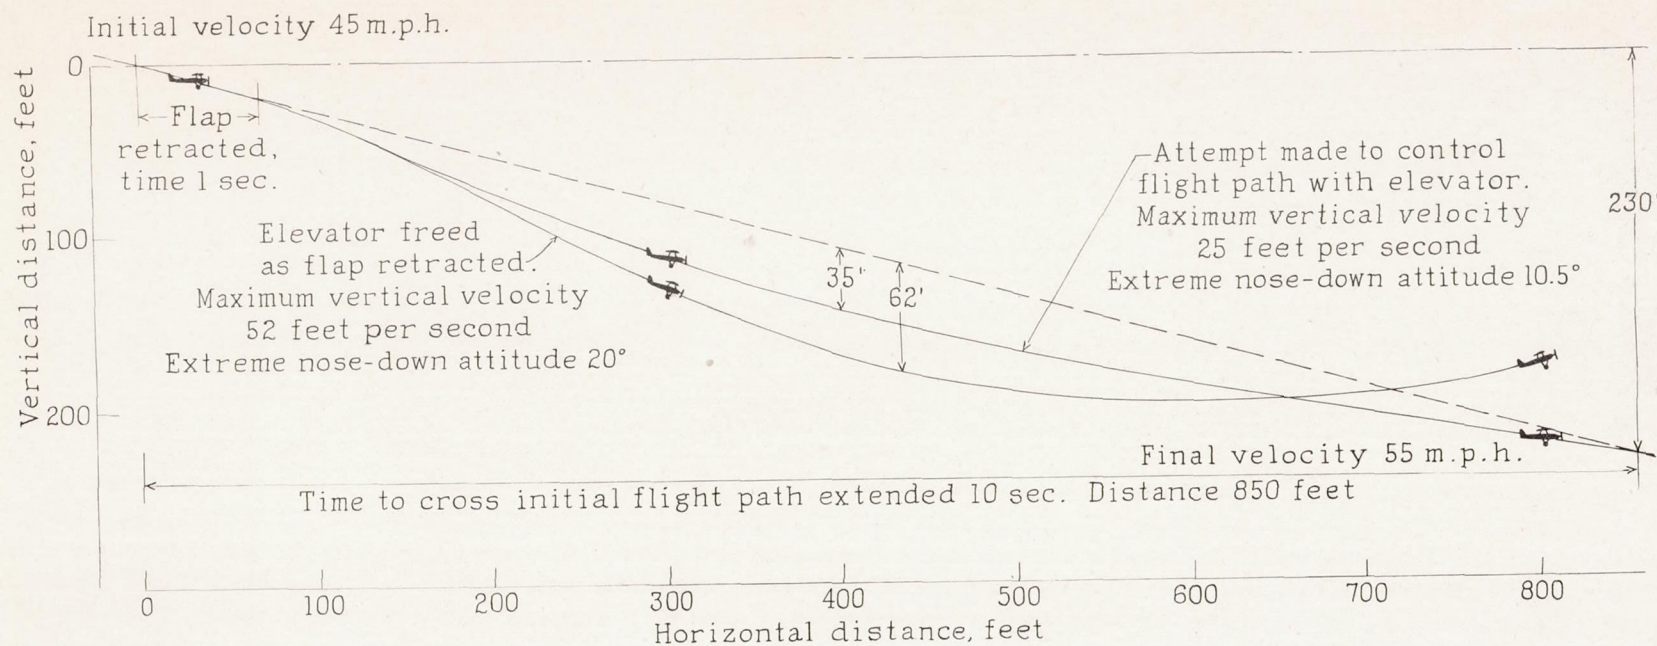 Initial velocity 45 m.p.h.
Vertical distance, feet
0
100
200
Flap
retracted,
time 1 sec.
Elevator freed
as flap retracted.
Maximum vertical velocity
52 feet per second
Extreme nose-down attitude 20°
35'
62'
Attempt made to control
flight path with elevator.
Maximum vertical velocity
25 feet per second
Extreme nose-down attitude 10.5°
230'
Final velocity 55 m.p.h.
Time to cross initial flight path extended 10 sec. Distance 850 feet
0 100 200 300 400 500 600 700 800
Horizontal distance, feet